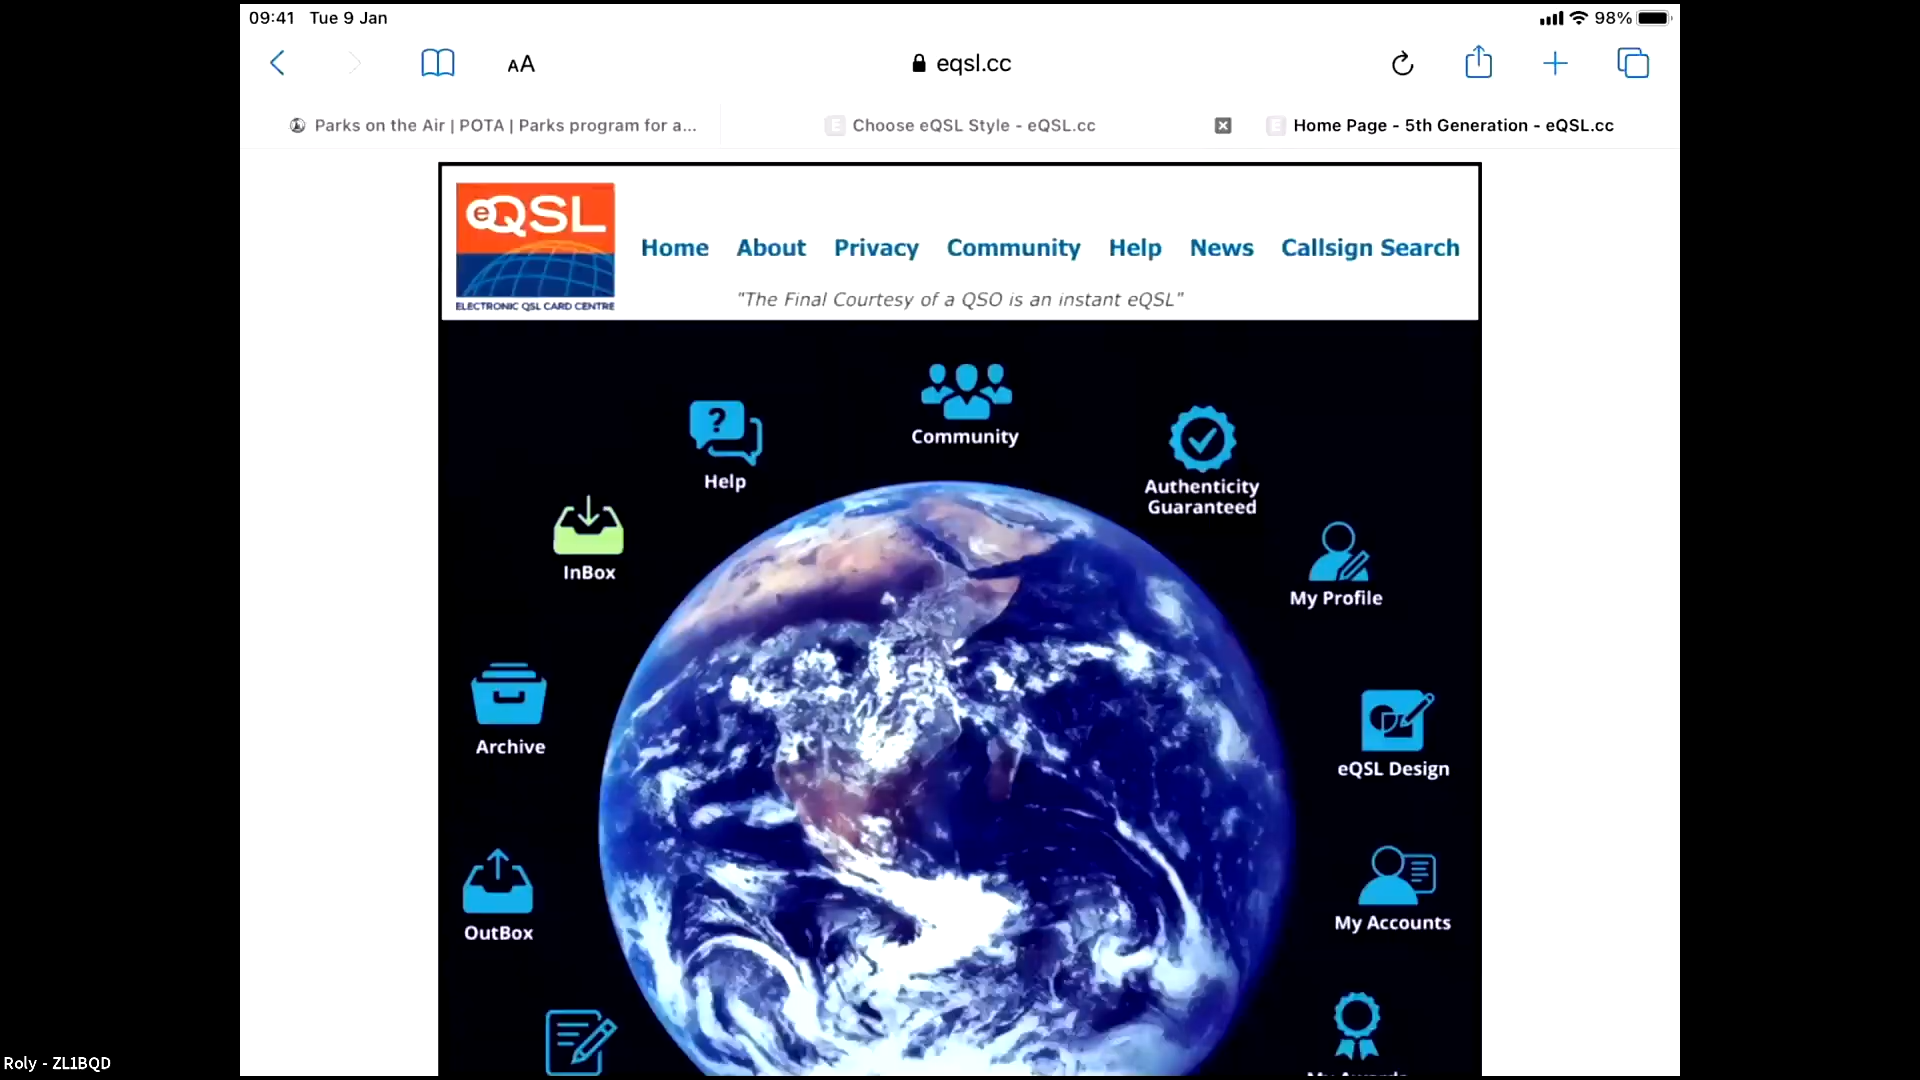 09:41 Tue 9 Jan
98%
AA
eqsl.cc
Parks on the Air | POTA | Parks program for a...
Choose eQSL Style - eQSL.cc
Home Page - 5th Generation - eQSL.cc
eQSL
ELECTRONIC QSL CARD CENTRE
Home About Privacy Community Help News Callsign Search
"The Final Courtesy of a QSO is an instant eQSL"
Community
Help
Authenticity
Guaranteed
InBox
My Profile
Archive
eQSL Design
My Accounts
OutBox
My Awards
Roly - ZL1BQD